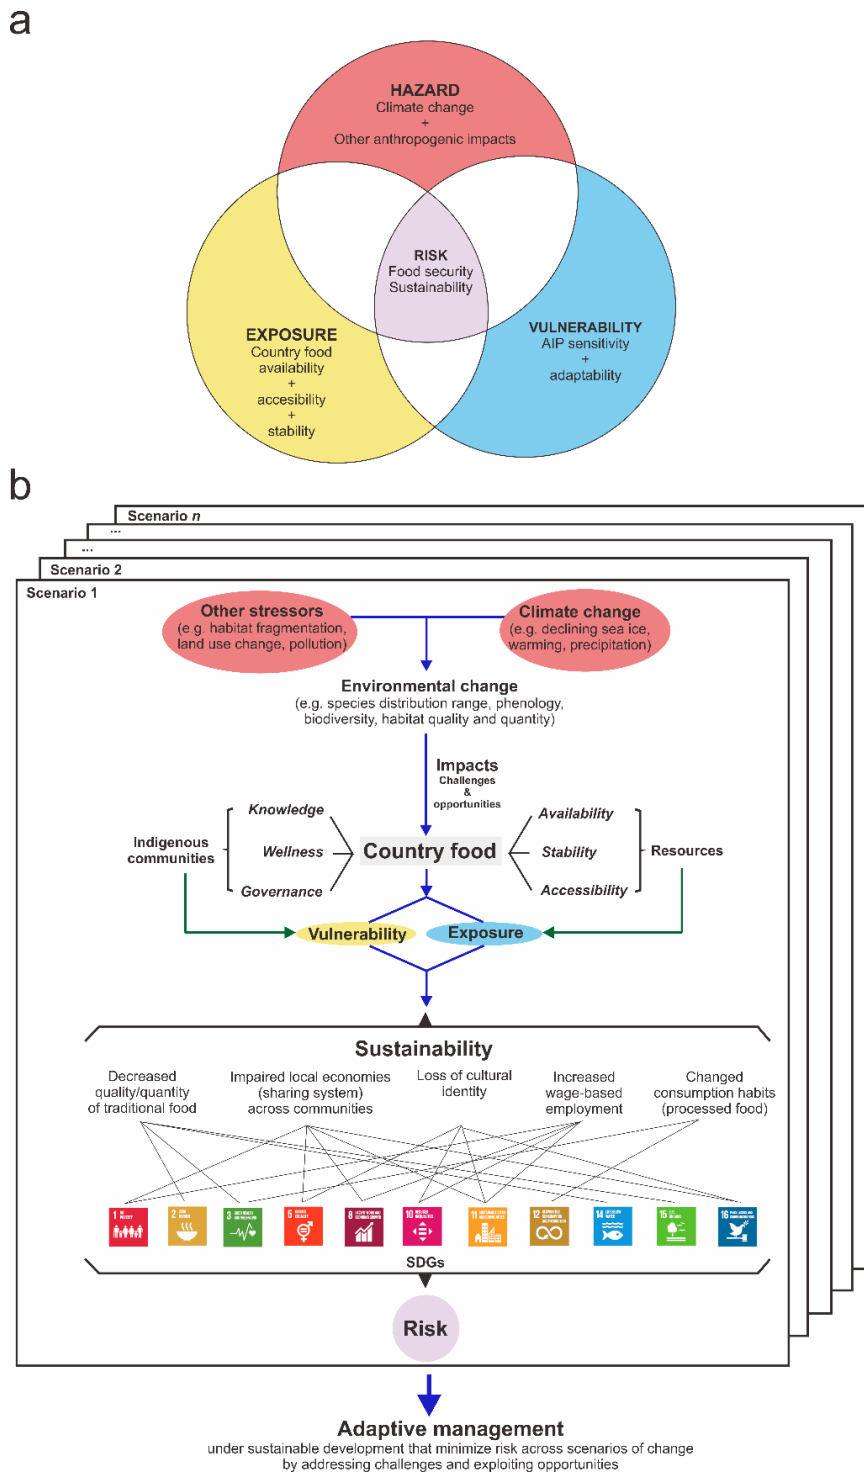 a
HAZARD
Climate change
+
Other anthropogenic impacts
RISK
Food security
Sustainability
EXPOSURE
Country food
availability
+
accesibility
+
stability
VULNERABILITY
AIP sensitivity
+
adaptability
b
Scenario n
...
...
Scenario 2
Scenario 1
Other stressors
(e.g. habitat fragmentation,
land use change, pollution)
Climate change
(e.g. declining sea ice,
warming, precipitation)
Environmental change
(e.g. species distribution range, phenology,
biodiversity, habitat quality and quantity)
Impacts
Challenges
&
opportunities
Indigenous
communities
Knowledge
Wellness
Governance
Country food
Availability
Stability
Accessibility
Resources
Vulnerability
Exposure
Sustainability
Decreased
quality/quantity
of traditional food
Impaired local economies
(sharing system)
across communities
Loss of cultural
identity
Increased
wage-based
employment
Changed
consumption habits
(processed food)
1
2
3
5
8
10
11
12
14
15
16
SDGs
Risk
Adaptive management
under sustainable development that minimize risk across scenarios of change
by addressing challenges and exploiting opportunities